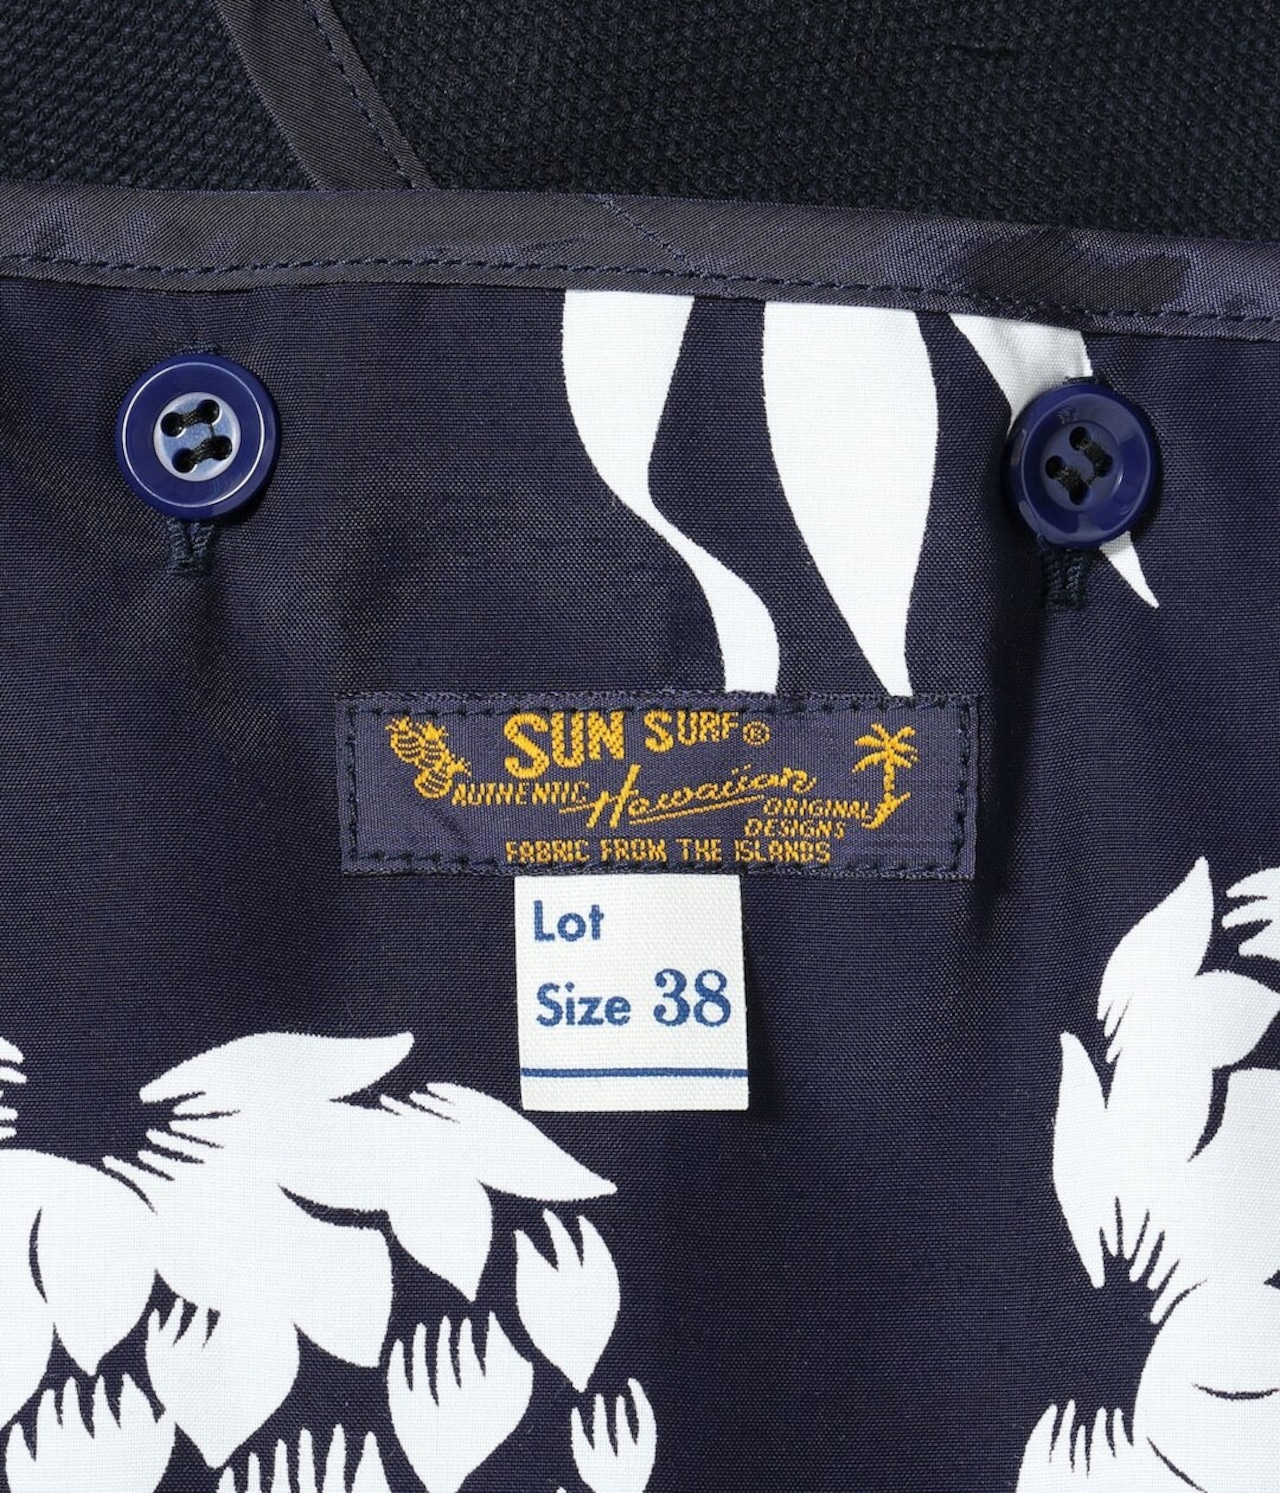 SUN SURF®
AUTHENTIC Hawaiian ORIGINAL
DESIGNS
FABRIC FROM THE ISLANDS
Lot
Size 38